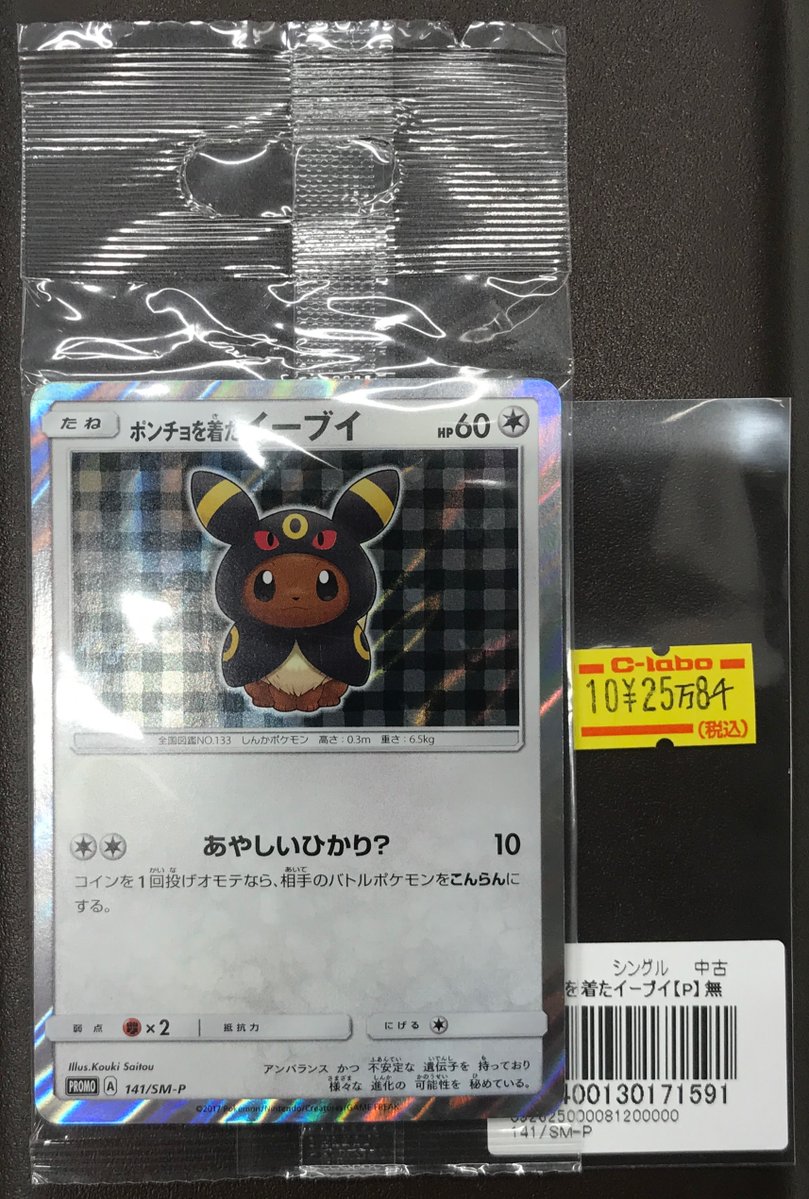 たね
ポンチョを着たイーブイ
HP60
全国図鑑NO.133 しんかポケモン 高さ:0.3m 重さ:6.5kg
あやしいひかり? 10
コインを1回投げオモテなら、相手のバトルポケモンをこんらんに
する。
弱点 ×2 抵抗力 にげる
Illus.Kouki Saitou
アンバランス かつ 不安定な 遺伝子を 持っており
様々な 進化の 可能性を 秘めている。
PROMO A 141/SM-P
©2017 Pokémon/Nintendo/Creatures/GAME FREAK
C-labo
10¥25万8千
(税込)
シングル 中古
を着たイーブイ【P】無
400130171591
141/SM-P